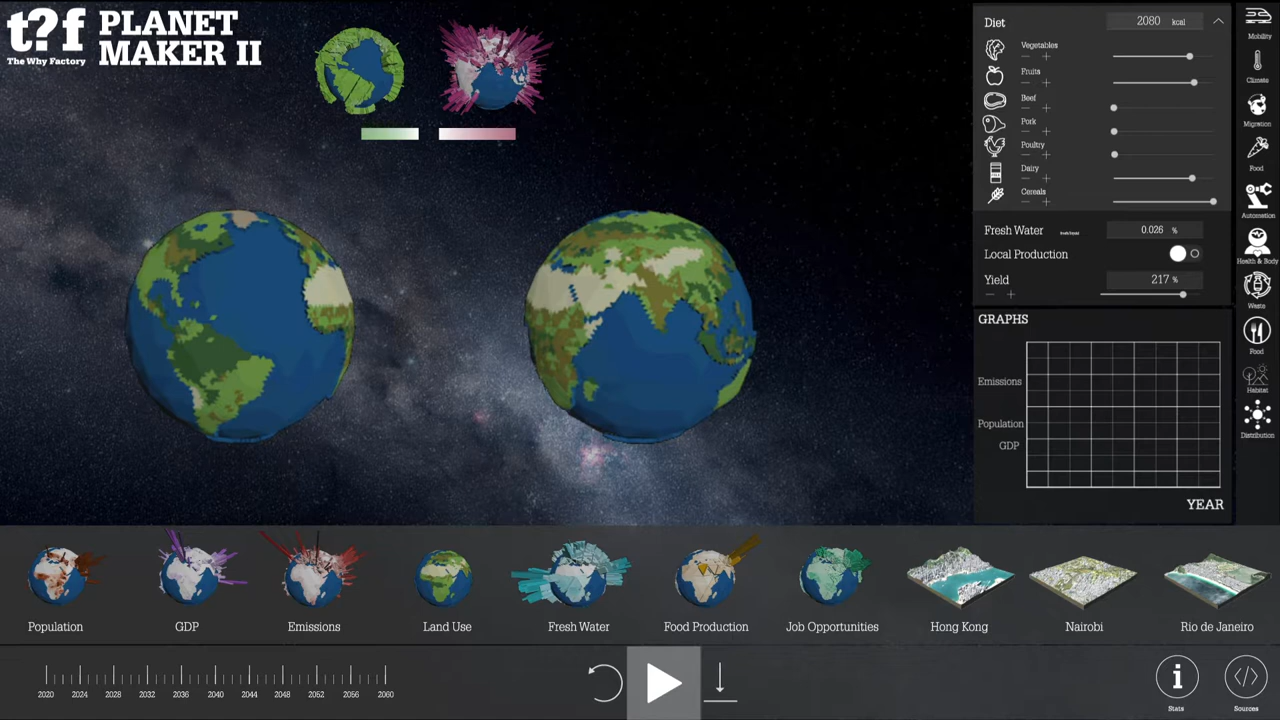 t?f PLANET
MAKER II
The Why Factory
Diet 2080 kcal
Vegetables
Fruits
Beef
Pork
Poultry
Dairy
Cereals
Fresh Water 0.026 %
Local Production
Yield 217 %
GRAPHS
Emissions
Population
GDP
YEAR
Mobility
Climate
Migration
Food
Automation
Health & Body
Waste
Food
Habitat
Distribution
Population GDP Emissions Land Use Fresh Water Food Production Job Opportunities Hong Kong Nairobi Rio de Janeiro
2020 2024 2028 2032 2036 2040 2044 2048 2052 2056 2060
i
Stats
</>
Sources